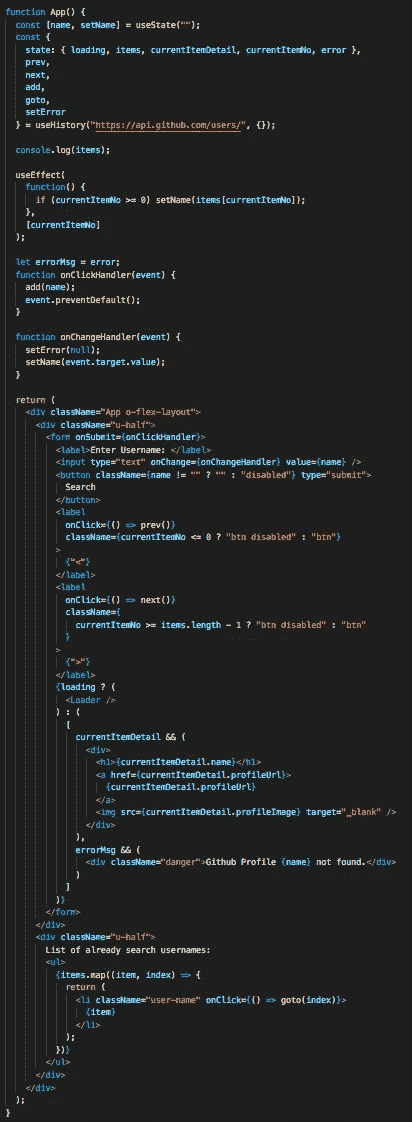 function App() {
  const [name, setName] = useState("");
  const {
    state: { loading, items, currentItemDetail, currentItemNo, error },
    prev,
    next,
    add,
    goto,
    setError
  } = useHistory("https://api.github.com/users/", {});

  console.log(items);

  useEffect(
    function() {
      if (currentItemNo >= 0) setName(items[currentItemNo]);
    },
    [currentItemNo]
  );

  let errorMsg = error;
  function onClickHandler(event) {
    add(name);
    event.preventDefault();
  }

  function onChangeHandler(event) {
    setError(null);
    setName(event.target.value);
  }

  return (
    <div className="App o-flex-layout">
      <div className="u-half">
        <form onSubmit={onClickHandler}>
          <label>Enter Username: </label>
          <input type="text" onChange={onChangeHandler} value={name} />
          <button className={name != "" ? "" : "disabled"} type="submit">
            Search
          </button>
          <label
            onClick={() => prev()}
            className={currentItemNo <= 0 ? "btn disabled" : "btn"}
          >
            {"<"}
          </label>
          <label
            onClick={() => next()}
            className={
              currentItemNo >= items.length - 1 ? "btn disabled" : "btn"
            }
          >
            {">"}
          </label>
          {loading ? (
            <Loader />
          ) : (
            [
              currentItemDetail && (
                <div>
                  <h1>{currentItemDetail.name}</h1>
                  <a href={currentItemDetail.profileUrl}>
                    {currentItemDetail.profileUrl}
                  </a>
                  <img src={currentItemDetail.profileImage} target="_blank" />
                </div>
              ),
              errorMsg && (
                <div className="danger">Github Profile {name} not found.</div>
              )
            ]
          )}
        </form>
      </div>
      <div className="u-half">
        List of already search usernames:
        <ul>
          {items.map((item, index) => {
            return (
              <li className="user-name" onClick={() => goto(index)}>
                {item}
              </li>
            );
          })}
        </ul>
      </div>
    </div>
  );
}